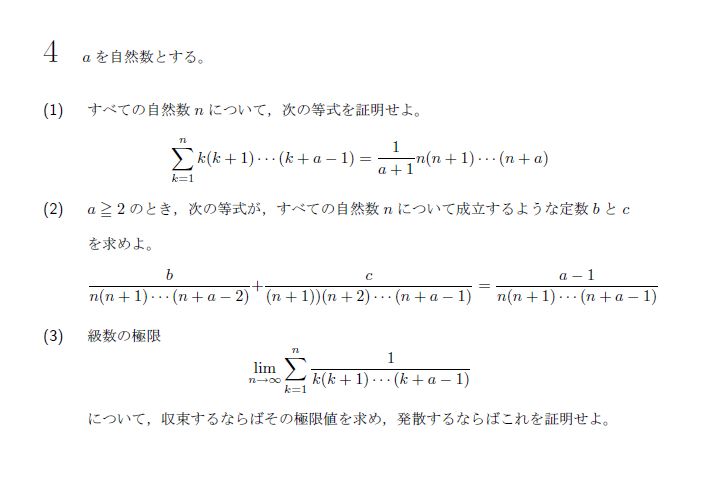 4 aを自然数とする。
(1) すべての自然数 n について，次の等式を証明せよ。
\sum_{k=1}^{n} k(k+1)\cdots(k+a-1) = \frac{1}{a+1}n(n+1)\cdots(n+a)
(2) a ≧ 2 のとき，次の等式が，すべての自然数 n について成立するような定数 b と c
を求めよ。
\frac{b}{n(n+1)\cdots(n+a-2)} + \frac{c}{(n+1))(n+2)\cdots(n+a-1)} = \frac{a-1}{n(n+1)\cdots(n+a-1)}
(3) 級数の極限
\lim_{n→∞} \sum_{k=1}^{n} \frac{1}{k(k+1)\cdots(k+a-1)}
について，収束するならばその極限値を求め，発散するならばこれを証明せよ。